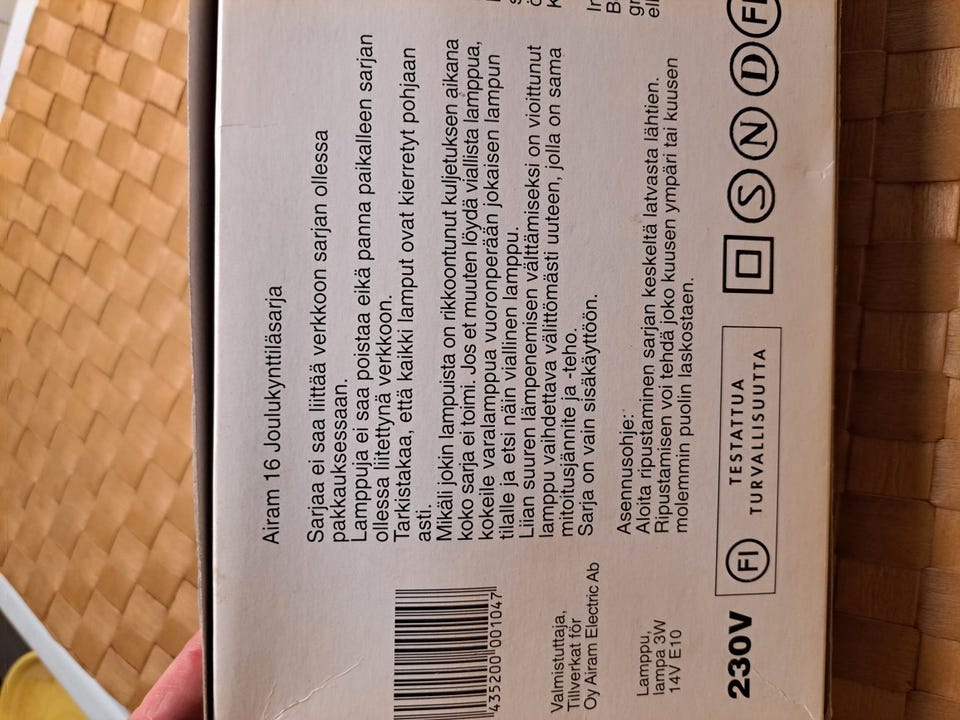 Airam 16 Joulukynttiläsarja
Sarjaa ei saa liittää verkkoon sarjan ollessa
pakkauksessaan.
Lamppuja ei saa poistaa eikä panna paikalleen sarjan
ollessa liitettynä verkkoon.
Tarkistakaa, että kaikki lamput ovat kierretyt pohjaan
asti.
Mikäli jokin lampuista on rikkoontunut kuljetuksen aikana
koko sarja ei toimi. Jos et muuten löydä viallista lamppua,
kokeile varalamppua vuoronperään jokaisen lampun
tilalle ja etsi näin viallinen lamppu.
Liian suuren lämpenemisen välttämiseksi on vioittunut
lamppu vaihdettava välittömästi uuteen, jolla on sama
mitoitusjännite ja -teho.
Sarja on vain sisäkäyttöön.
Asennusohje:
Aloita ripustaminen sarjan keskeltä latvasta lähtien.
Ripustamisen voi tehdä joko kuusen ympäri tai kuusen
molemmin puolin laskostaen.
435200 001047
Valmistuttaja,
Tillverkat för
Oy Airam Electric Ab
Lamppu,
lampa 3W
14V E10
230V
FI
TESTATTUA
TURVALLISUUTTA
S N D FI